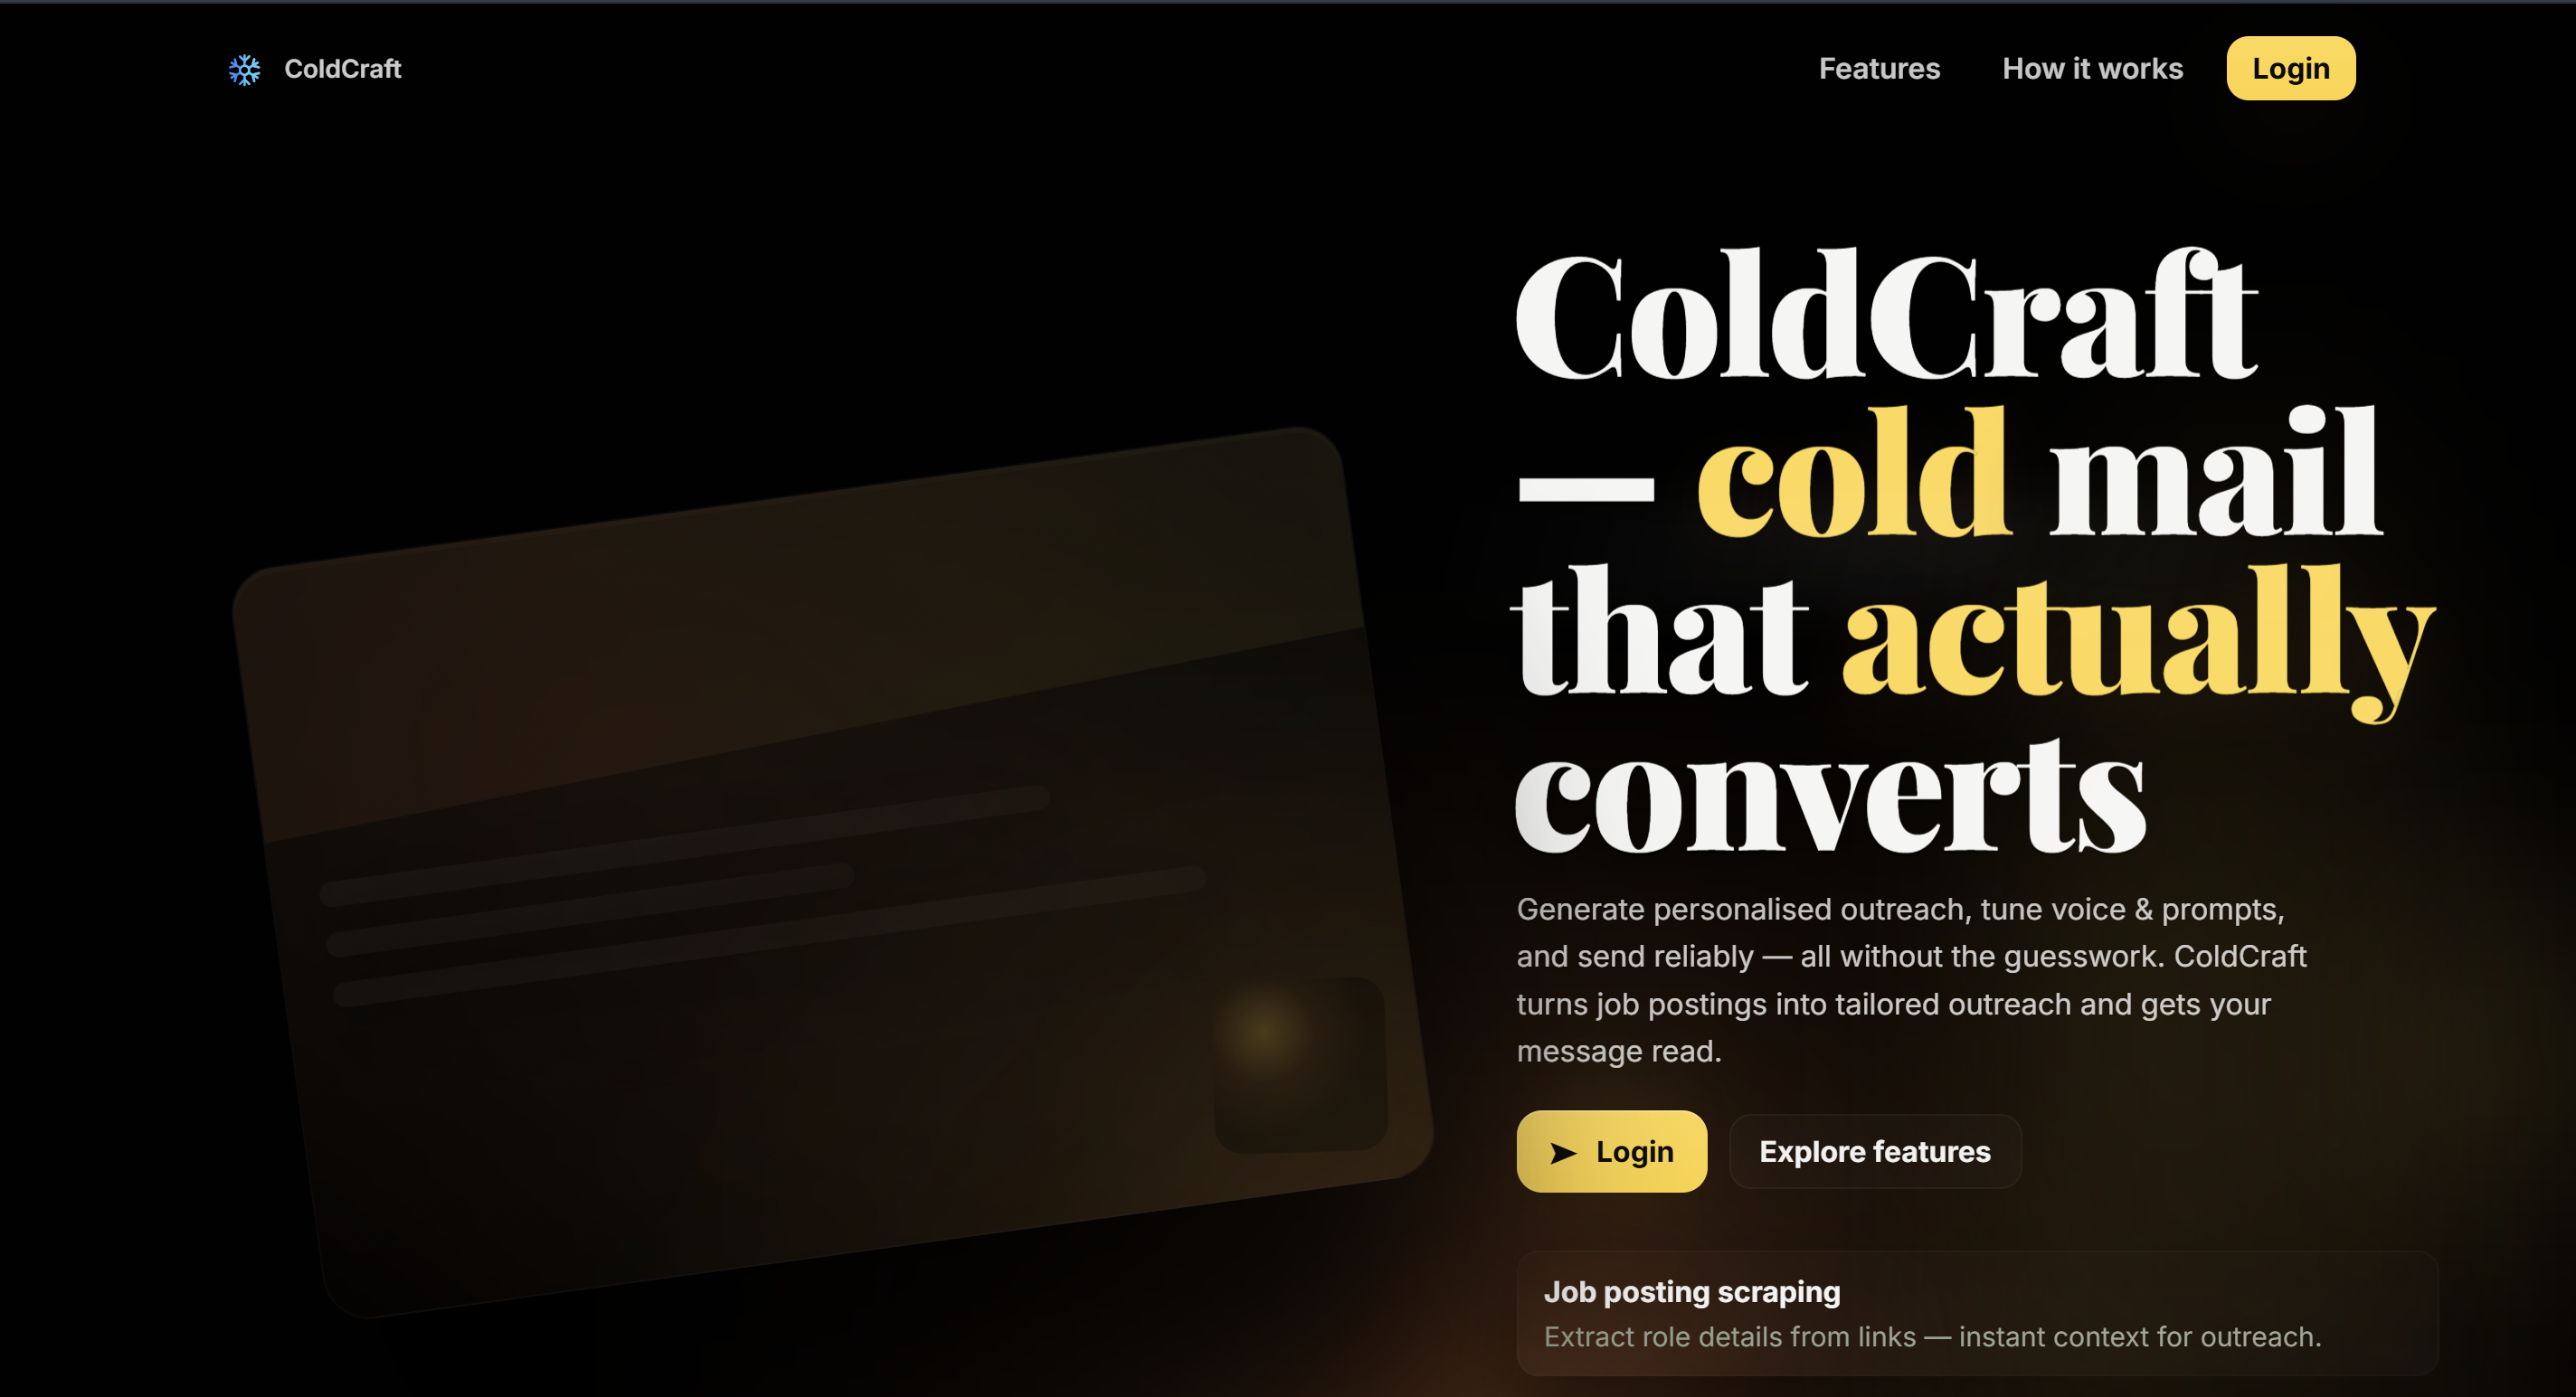 ColdCraft
Features
How it works
Login
ColdCraft
— cold mail
that actually
converts
Generate personalised outreach, tune voice & prompts,
and send reliably — all without the guesswork. ColdCraft
turns job postings into tailored outreach and gets your
message read.
Login
Explore features
Job posting scraping
Extract role details from links — instant context for outreach.